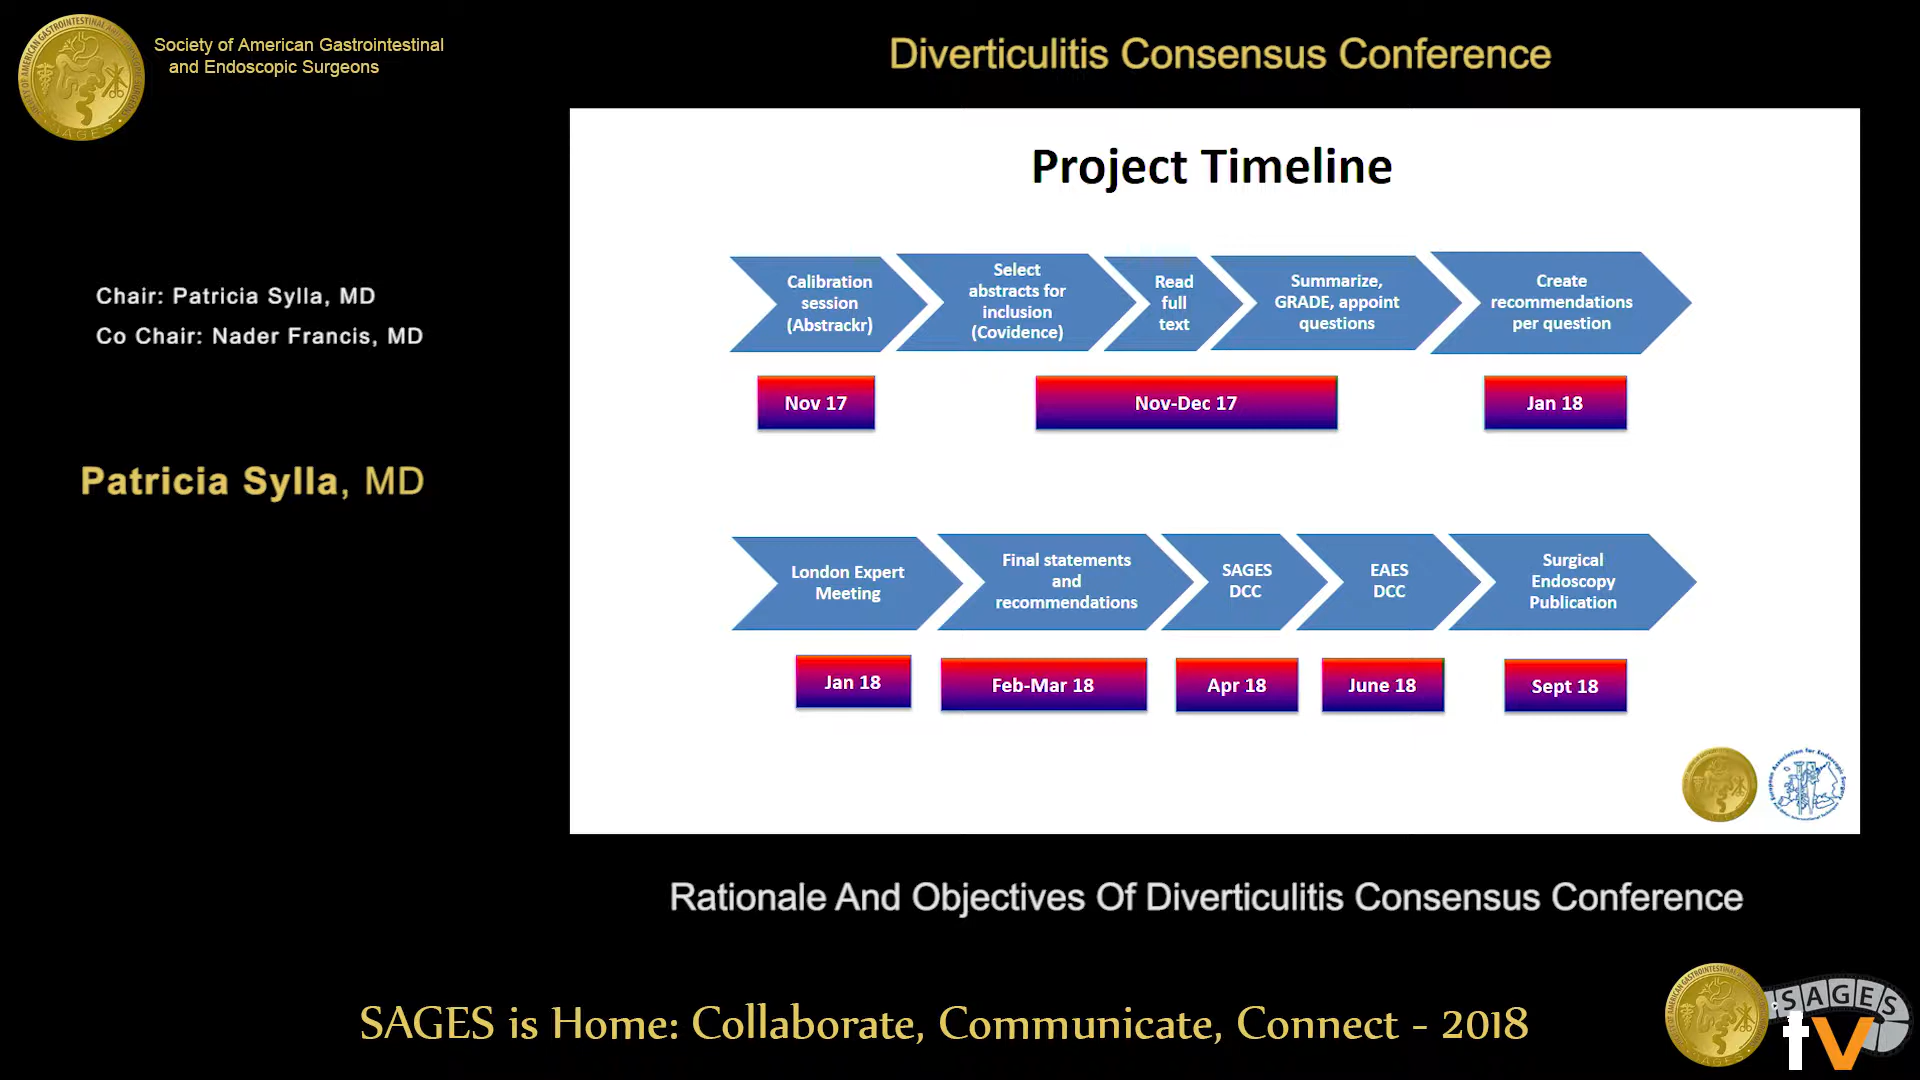 Society of American Gastrointestinal
and Endoscopic Surgeons
Diverticulitis Consensus Conference
Chair: Patricia Sylla, MD
Co Chair: Nader Francis, MD
Patricia Sylla, MD
Project Timeline
Calibration
session
(Abstrackr)
Select
abstracts for
inclusion
(Covidence)
Read
full
text
Summarize,
GRADE, appoint
questions
Create
recommendations
per question
Nov 17
Nov-Dec 17
Jan 18
London Expert
Meeting
Final statements
and
recommendations
SAGES
DCC
EAES
DCC
Surgical
Endoscopy
Publication
Jan 18
Feb-Mar 18
Apr 18
June 18
Sept 18
Rationale And Objectives Of Diverticulitis Consensus Conference
SAGES is Home: Collaborate, Communicate, Connect - 2018
SAGES
tv